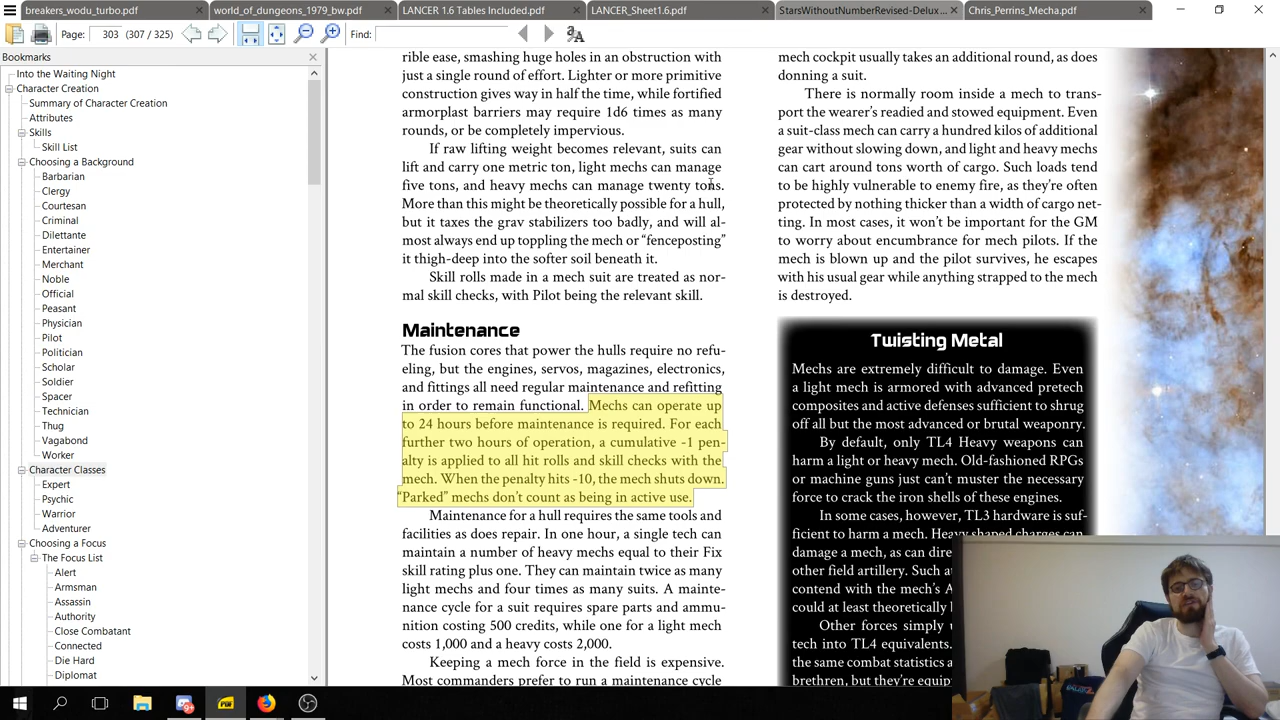 breakers_wodu_turbo.pdf
world_of_dungeons_1979_bw.pdf
LANCER 1.6 Tables Included.pdf
LANCER_Sheet1.6.pdf
StarsWithoutNumberRevised-Delux
Chris_Perrins_Mecha.pdf
Page: 303 (307 / 325)
Find:
Bookmarks
Into the Waiting Night
Character Creation
Summary of Character Creation
Attributes
Skills
Skill List
Choosing a Background
Barbarian
Clergy
Courtesan
Criminal
Dilettante
Entertainer
Merchant
Noble
Official
Peasant
Physician
Pilot
Politician
Scholar
Soldier
Spacer
Technician
Thug
Vagabond
Worker
Character Classes
Expert
Psychic
Warrior
Adventurer
Choosing a Focus
The Focus List
Alert
Armsman
Assassin
Authority
Close Combatant
Connected
Die Hard
Diplomat
rible ease, smashing huge holes in an obstruction with
just a single round of effort. Lighter or more primitive
construction gives way in half the time, while fortified
armorplast barriers may require 1d6 times as many
rounds, or be completely impervious.
If raw lifting weight becomes relevant, suits can
lift and carry one metric ton, light mechs can manage
five tons, and heavy mechs can manage twenty tons.
More than this might be theoretically possible for a hull,
but it taxes the grav stabilizers too badly, and will al-
most always end up toppling the mech or “fenceposting”
it thigh-deep into the softer soil beneath it.
Skill rolls made in a mech suit are treated as nor-
mal skill checks, with Pilot being the relevant skill.
Maintenance
The fusion cores that power the hulls require no refu-
eling, but the engines, servos, magazines, electronics,
and fittings all need regular maintenance and refitting
in order to remain functional. Mechs can operate up
to 24 hours before maintenance is required. For each
further two hours of operation, a cumulative -1 pen-
alty is applied to all hit rolls and skill checks with the
mech. When the penalty hits -10, the mech shuts down.
“Parked” mechs don’t count as being in active use.
Maintenance for a hull requires the same tools and
facilities as does repair. In one hour, a single tech can
maintain a number of heavy mechs equal to their Fix
skill rating plus one. They can maintain twice as many
light mechs and four times as many suits. A mainte-
nance cycle for a suit requires spare parts and ammu-
nition costing 500 credits, while one for a light mech
costs 1,000 and a heavy costs 2,000.
Keeping a mech force in the field is expensive.
Most commanders prefer to run a maintenance cycle
mech cockpit usually takes an additional round, as does
donning a suit.
There is normally room inside a mech to trans-
port the wearer’s readied and stowed equipment. Even
a suit-class mech can carry a hundred kilos of additional
gear without slowing down, and light and heavy mechs
can cart around tons worth of cargo. Such loads tend
to be highly vulnerable to enemy fire, as they’re often
protected by nothing thicker than a width of cargo net-
ting. In most cases, it won’t be important for the GM
to worry about encumbrance for mech pilots. If the
mech is blown up and the pilot survives, he escapes
with his usual gear while anything strapped to the mech
is destroyed.
Twisting Metal
Mechs are extremely difficult to damage. Even
a light mech is armored with advanced pretech
composites and active defenses sufficient to shrug
off all but the most advanced or brutal weaponry.
By default, only TL4 Heavy weapons can
harm a light or heavy mech. Old-fashioned RPGs
or machine guns just can’t muster the necessary
force to crack the iron shells of these engines.
In some cases, however, TL3 hardware is suf-
ficient to harm a mech. Heavy shaped charges can
damage a mech, as can dire
other field artillery. Such a
contend with the mech’s A
could at least theoretically
Other forces simply
tech into TL4 equivalents.
the same combat statistics a
brethren, but they’re equip